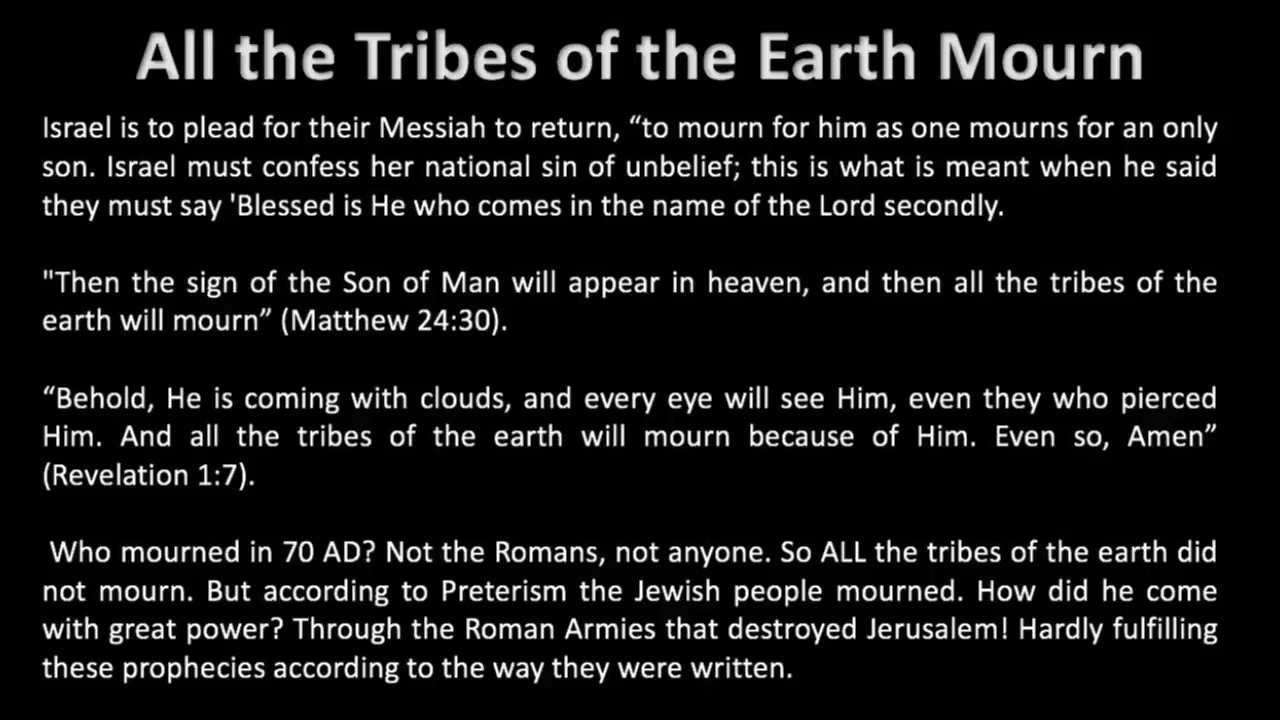 All the Tribes of the Earth Mourn
Israel is to plead for their Messiah to return, “to mourn for him as one mourns for an only
son. Israel must confess her national sin of unbelief; this is what is meant when he said
they must say 'Blessed is He who comes in the name of the Lord secondly.
"Then the sign of the Son of Man will appear in heaven, and then all the tribes of the
earth will mourn” (Matthew 24:30).
“Behold, He is coming with clouds, and every eye will see Him, even they who pierced
Him. And all the tribes of the earth will mourn because of Him. Even so, Amen”
(Revelation 1:7).
Who mourned in 70 AD? Not the Romans, not anyone. So ALL the tribes of the earth did
not mourn. But according to Preterism the Jewish people mourned. How did he come
with great power? Through the Roman Armies that destroyed Jerusalem! Hardly fulfilling
these prophecies according to the way they were written.